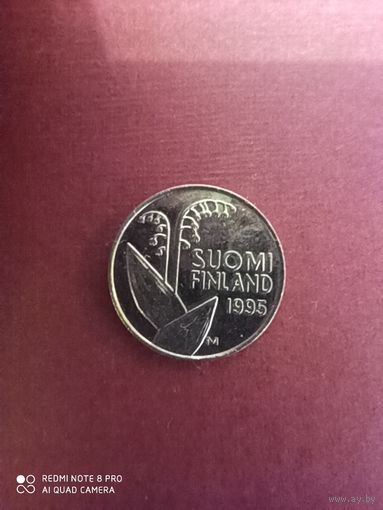 SUOMI
FINLAND
1995
M
REDMI NOTE 8 PRO
AI QUAD CAMERA
www.ay.by